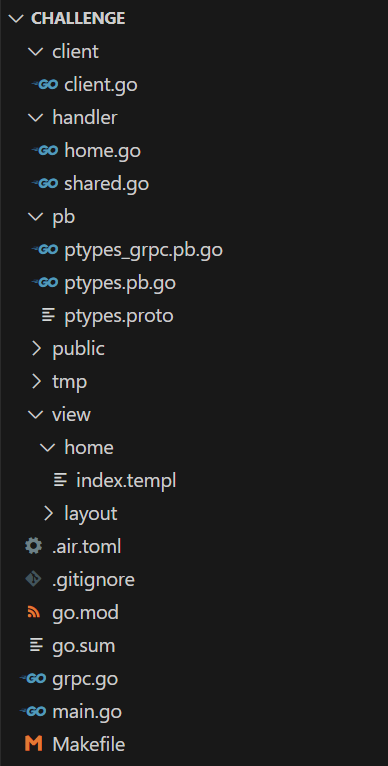 CHALLENGE
client
GO client.go
handler
GO home.go
GO shared.go
pb
GO ptypes_grpc.pb.go
GO ptypes.pb.go
ptypes.proto
public
tmp
view
home
index.templ
layout
.air.toml
.gitignore
go.mod
go.sum
GO grpc.go
GO main.go
M Makefile